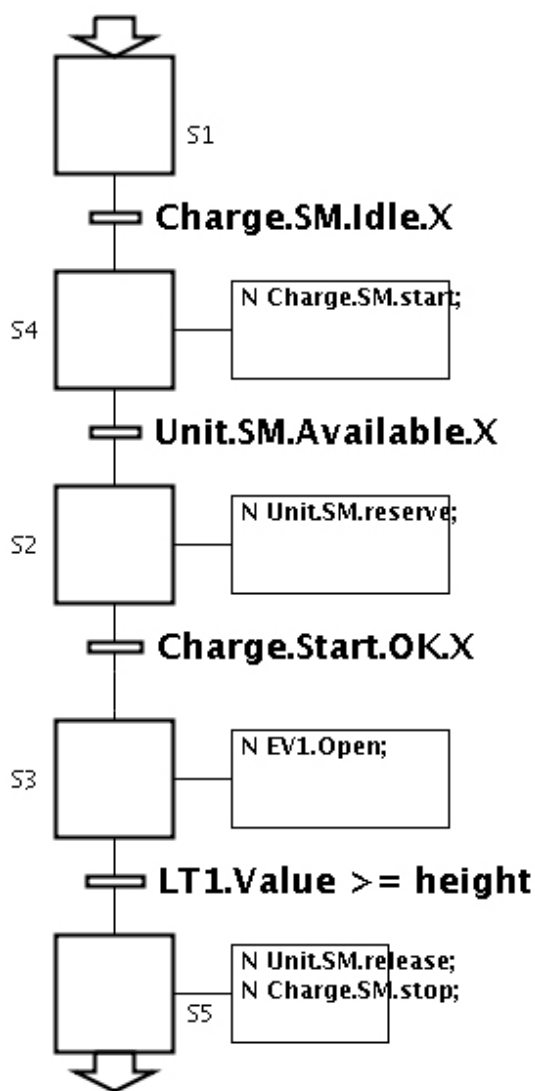 S1
Charge.SM.Idle.X
S4
N Charge.SM.start;
Unit.SM.Available.X
S2
N Unit.SM.reserve;
Charge.Start.OK.X
S3
N EV1.Open;
LT1.Value >= height
N Unit.SM.release;
N Charge.SM.stop;
S5